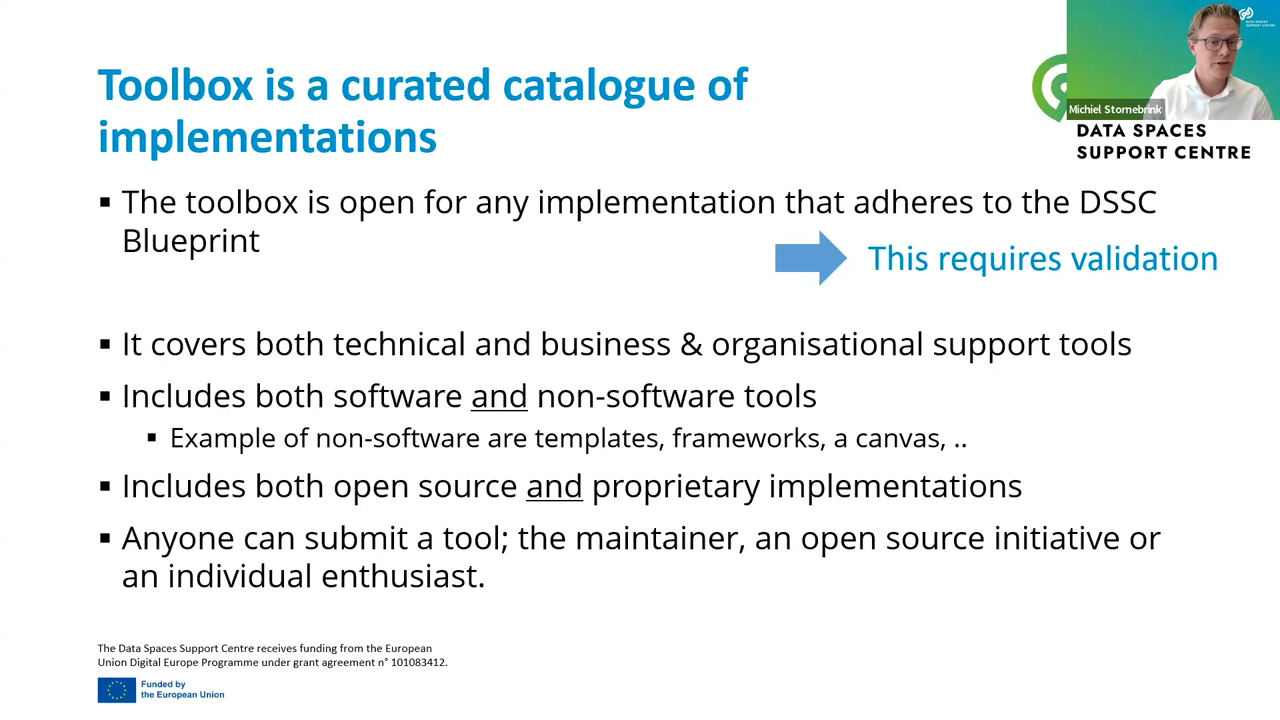 Toolbox is a curated catalogue of
implementations
Michiel Stornebrink
DATA SPACES
SUPPORT CENTRE
▪ The toolbox is open for any implementation that adheres to the DSSC
Blueprint
This requires validation
▪ It covers both technical and business & organisational support tools
▪ Includes both software and non-software tools
▪ Example of non-software are templates, frameworks, a canvas, ..
▪ Includes both open source and proprietary implementations
▪ Anyone can submit a tool; the maintainer, an open source initiative or
an individual enthusiast.
The Data Spaces Support Centre receives funding from the European
Union Digital Europe Programme under grant agreement n° 101083412.
Funded by
the European Union